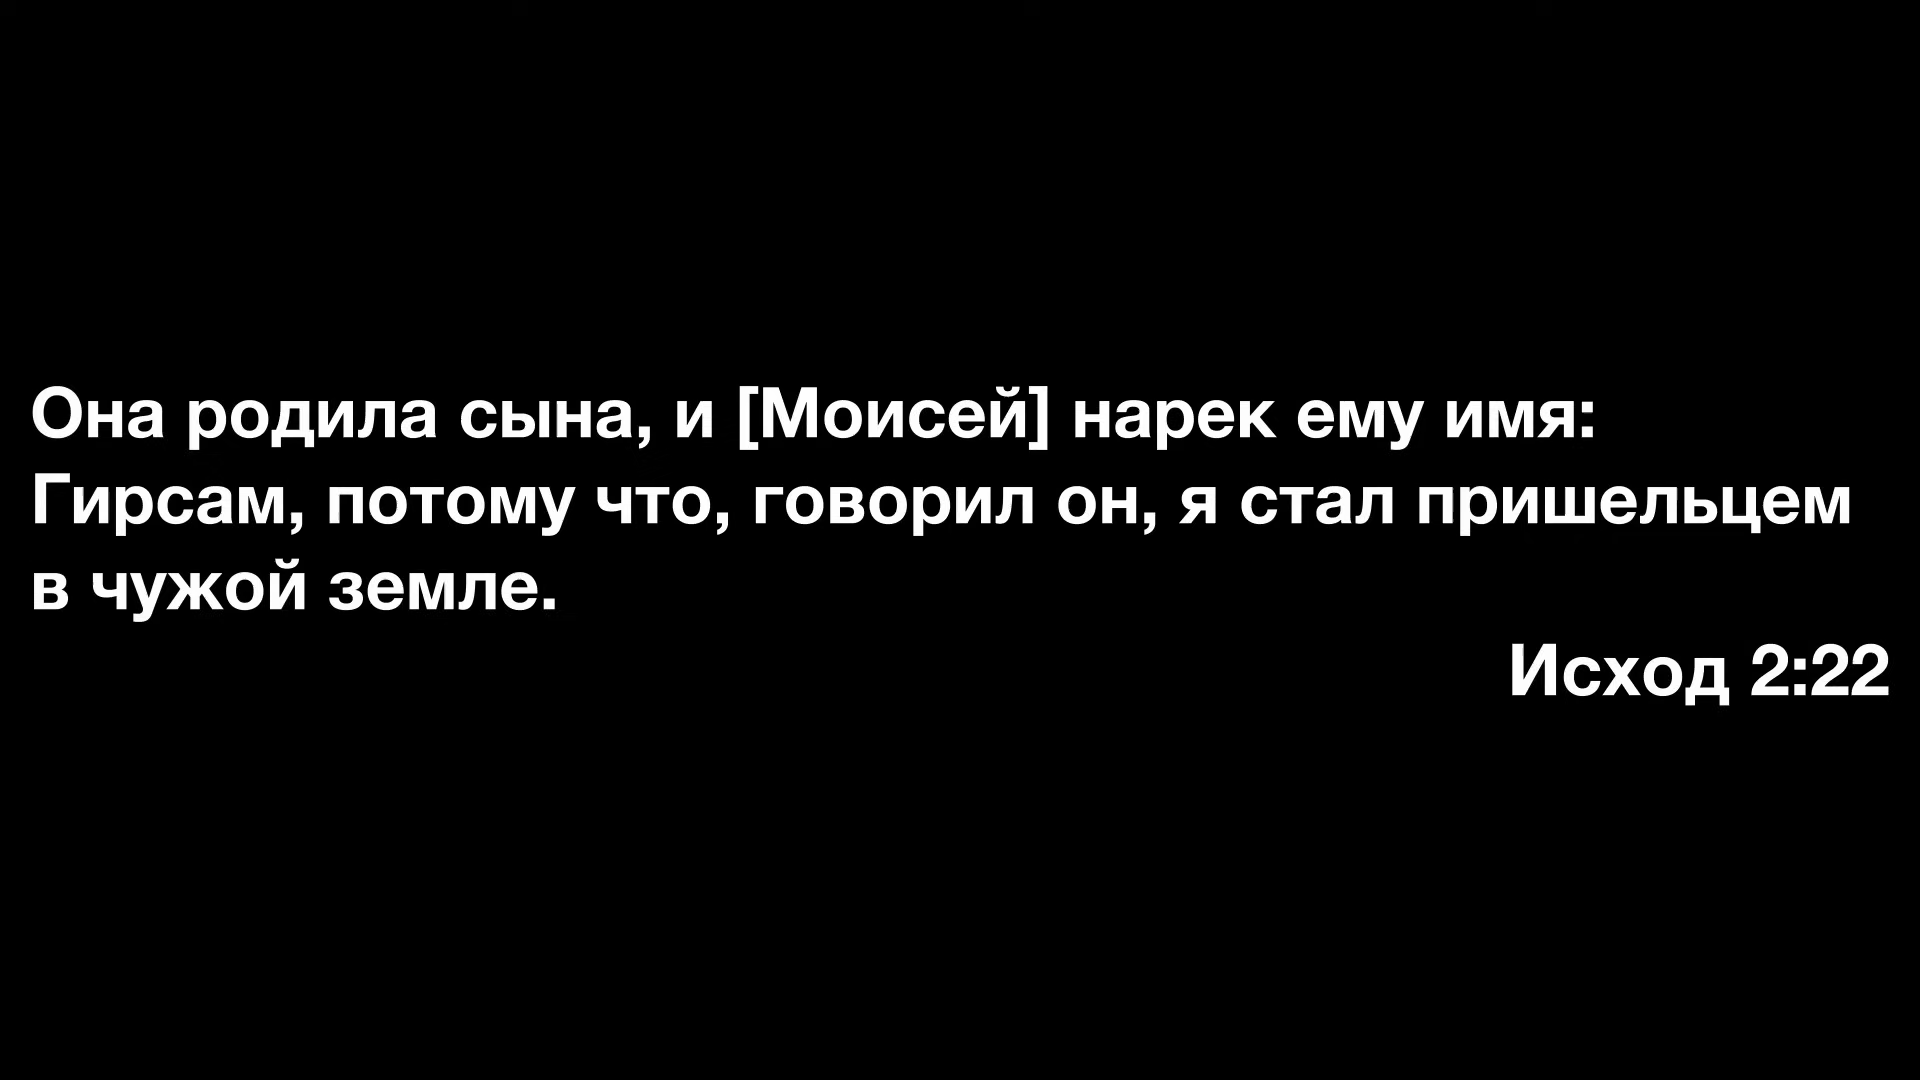 Она родила сына, и [Моисей] нарек ему имя:
Гирсам, потому что, говорил он, я стал пришельцем
в чужой земле.
Исход 2:22